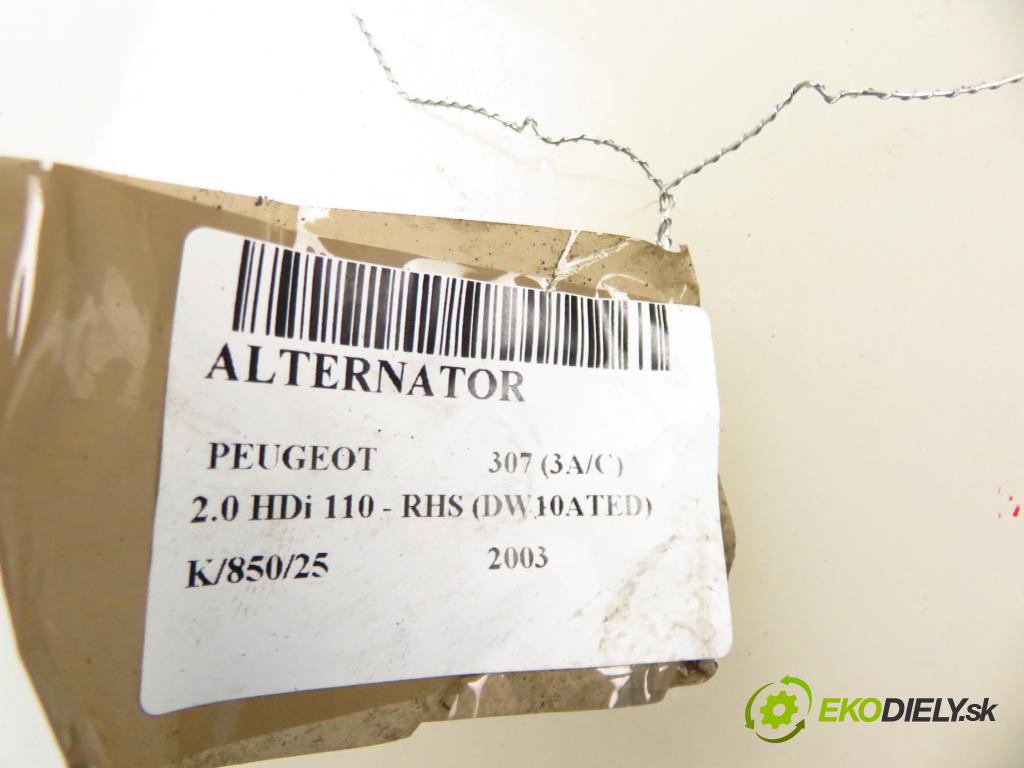 ALTERNATOR
PEUGEOT 307 (3A/C)
2.0 HDi 110 - RHS (DW10ATED)
K/850/25 2003
EKODIELY.sk